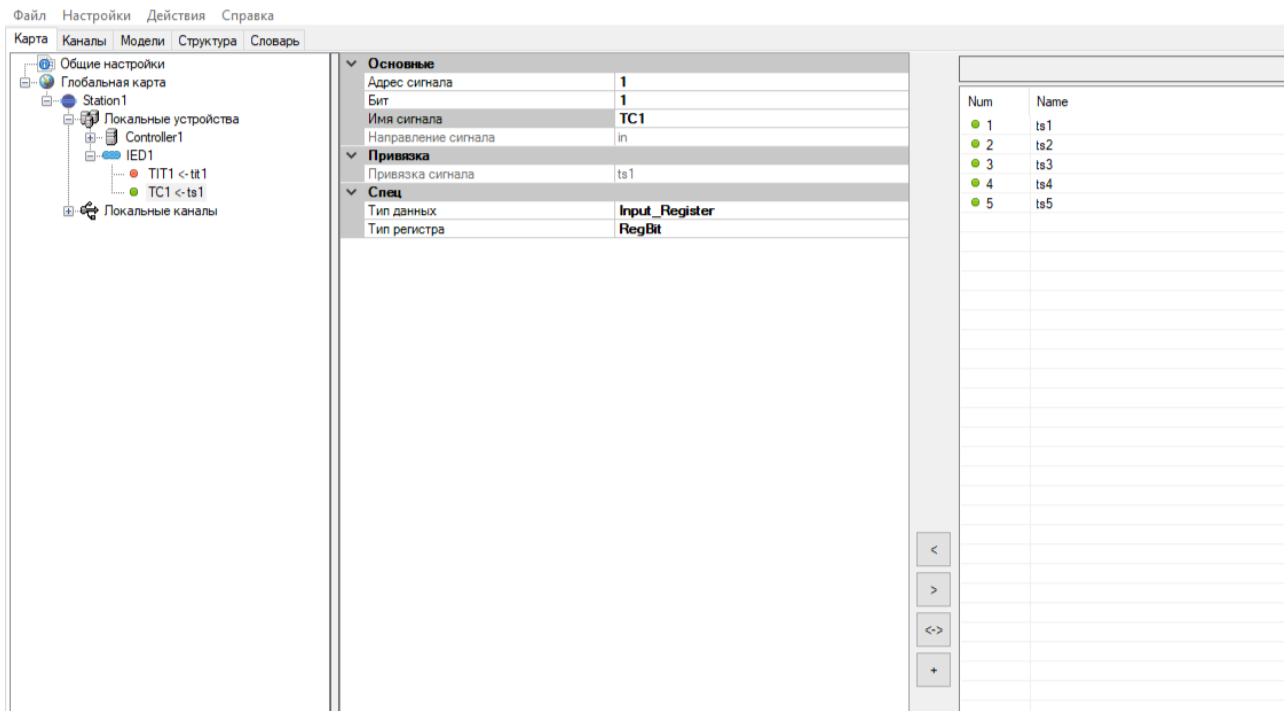 Файл Настройки Действия Справка
Карта Каналы Модели Структура Словарь
Общие настройки
Глобальная карта
Station1
Локальные устройства
Controller1
IED1
TIT1 <-tit1
TC1 <-ts1
Локальные каналы
Основные
Адрес сигнала 1
Бит 1
Имя сигнала TC1
Направление сигнала in
Привязка
Привязка сигнала ts1
Спец
Тип данных Input_Register
Тип регистра RegBit
<
>
<->
+
Num Name
1 ts1
2 ts2
3 ts3
4 ts4
5 ts5